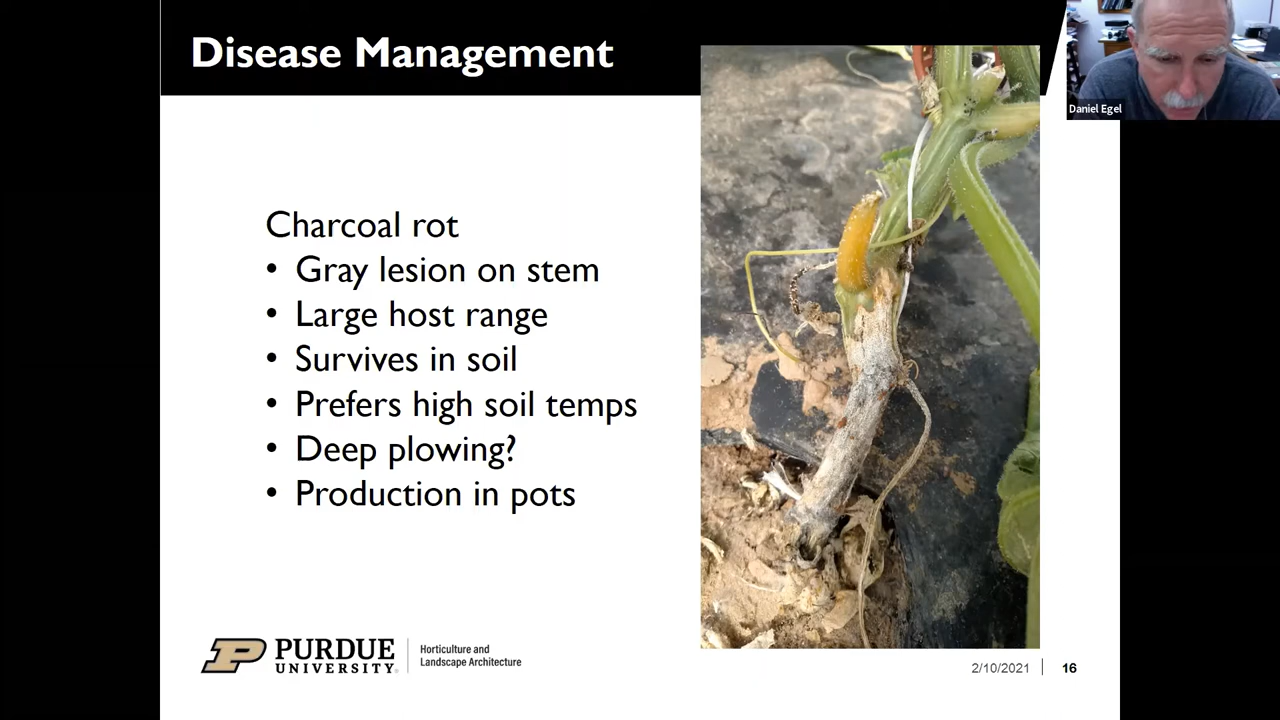 Disease Management
Daniel Egel
Charcoal rot
• Gray lesion on stem
• Large host range
• Survives in soil
• Prefers high soil temps
• Deep plowing?
• Production in pots
P PURDUE
UNIVERSITY®
Horticulture and
Landscape Architecture
2/10/2021
16